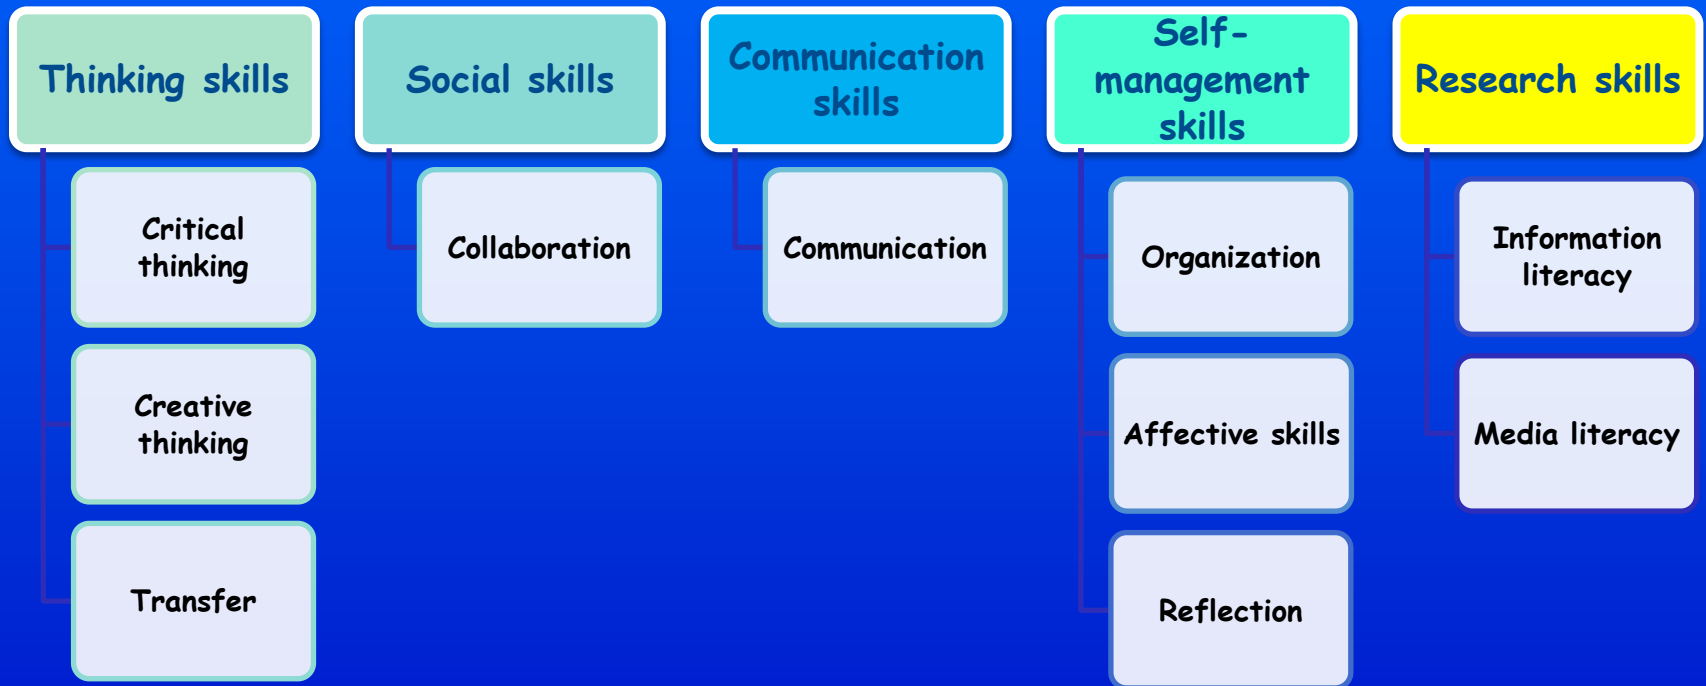 Thinking skills
Critical
thinking
Creative
thinking
Transfer
Social skills
Collaboration
Communication
skills
Communication
Self-
management
skills
Organization
Affective skills
Reflection
Research skills
Information
literacy
Media literacy